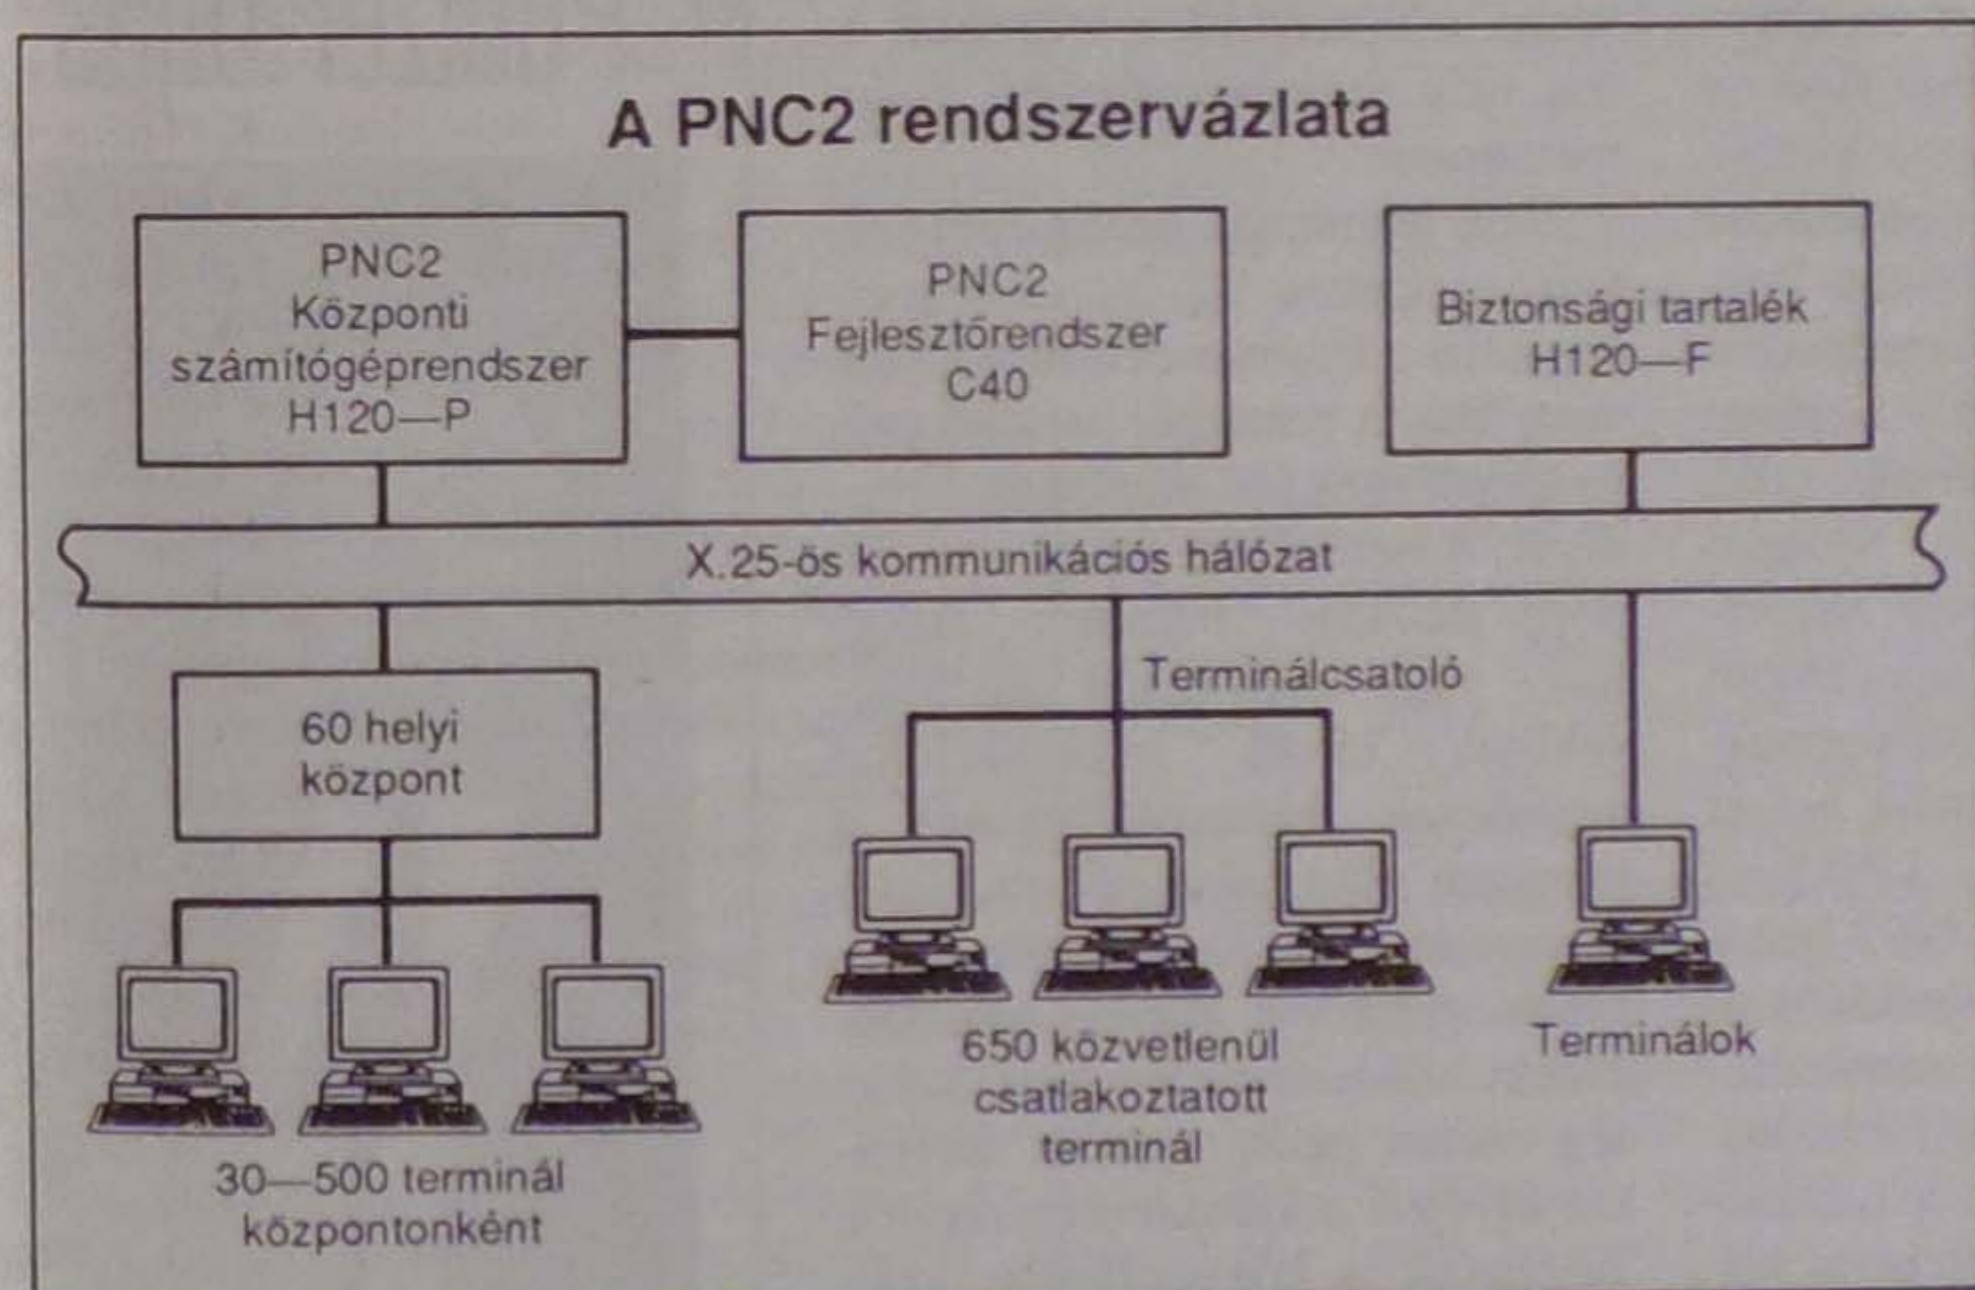 A PNC2 rendszervázlata
PNC2
Központi
számítógéprendszer
H120—P
PNC2
Fejlesztőrendszer
C40
Biztonsági tartalék
H120—F
X.25-ös kommunikációs hálózat
60 helyi
központ
Terminálcsatoló
30—500 terminál
központonként
650 közvetlenül
csatlakoztatott
terminál
Terminálok